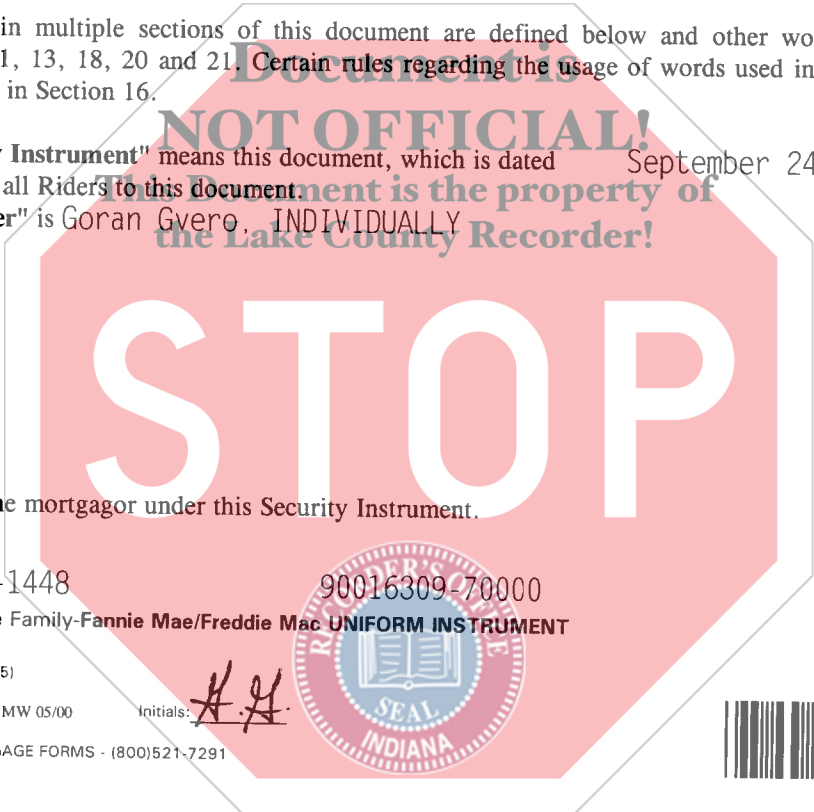 in multiple sections of this document are defined below and other wo
1, 13, 18, 20 and 21. Certain rules regarding the usage of words used in
in Section 16.
Document is
NOT OFFICIAL!
This Document is the property of
the Lake County Recorder!
y Instrument" means this document, which is dated September 24
all Riders to this document.
er" is Goran Gvero, INDIVIDUALLY
STOP
e mortgagor under this Security Instrument.
-1448 90016309-70000
e Family-Fannie Mae/Freddie Mac UNIFORM INSTRUMENT
5)
MW 05/00 Initials: G.G.
AGE FORMS - (800)521-7291
RECORDER'S OFFICE
SEAL
INDIANA